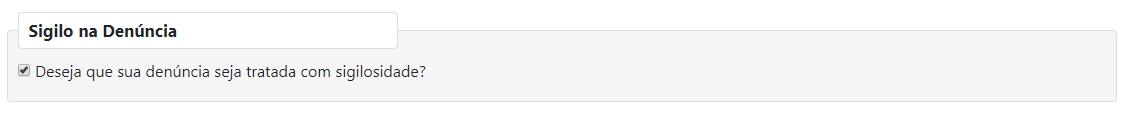 Sigilo na Denúncia
Deseja que sua denúncia seja tratada com sigilosidade?